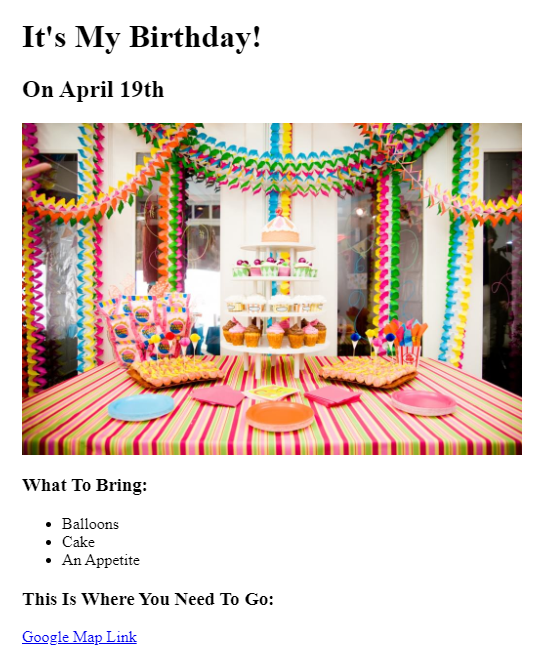 It's My Birthday!
On April 19th
What To Bring:
Balloons
Cake
An Appetite
This Is Where You Need To Go:
Google Map Link